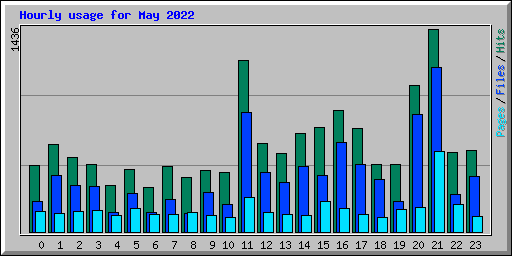 Hourly usage for May 2022
1436
Pages / Files / Hits
0 1 2 3 4 5 6 7 8 9 10 11 12 13 14 15 16 17 18 19 20 21 22 23